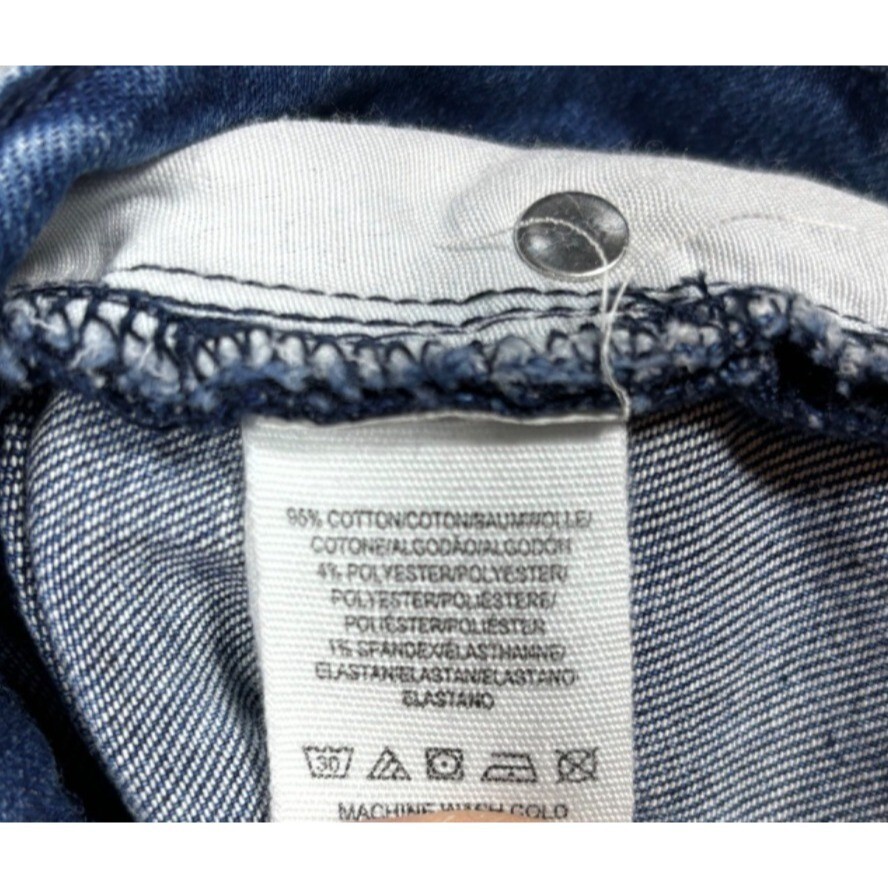 95% COTTON/COTON/BAUMWOLLE/
COTONE/ALGODÃO/ALGODÓN
4% POLYESTER/POLYESTER/
POLYESTER/POLIESTERE/
POLIÉSTER/POLIÉSTER
1% SPANDEX/ÉLASTHANNE/
ELASTAN/ELASTAN/ELASTANO
ELASTANO
30
MACHINE WASH COLD